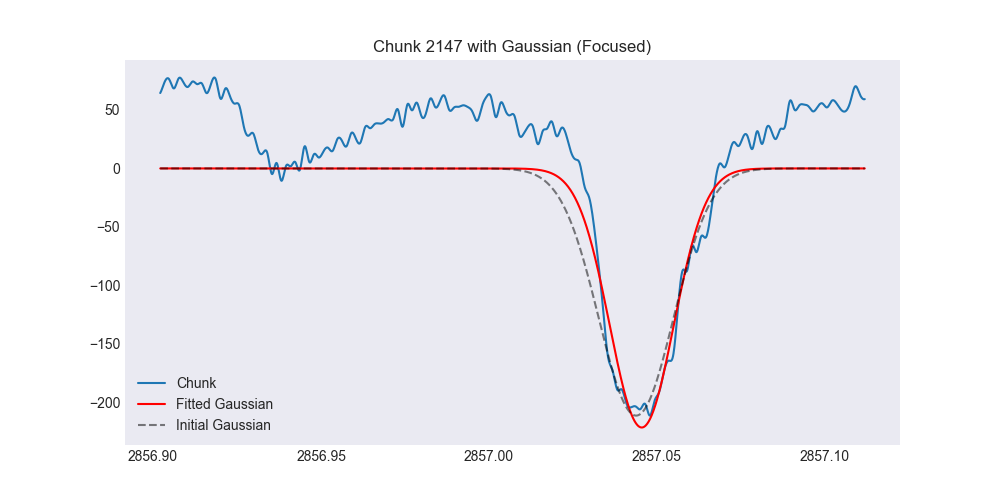 Chunk 2147 with Gaussian (Focused)
50
0
−50
−100
−150
−200
Chunk
Fitted Gaussian
Initial Gaussian
2856.90 2856.95 2857.00 2857.05 2857.10